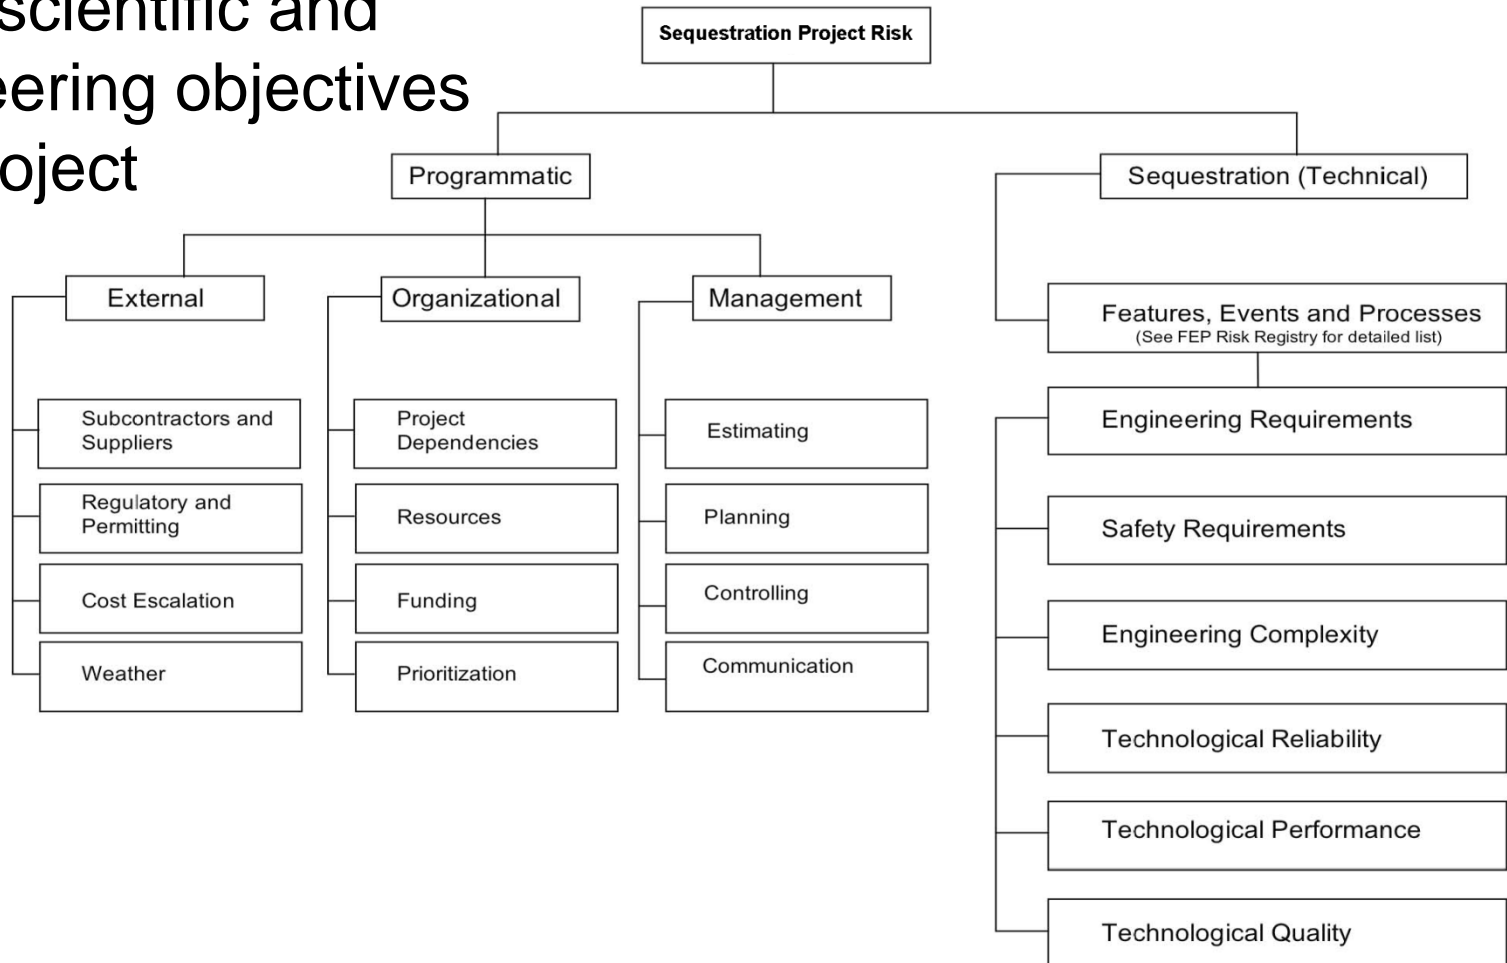 scientific and
eering objectives
oject
Sequestration Project Risk
Programmatic
Sequestration (Technical)
External
Organizational
Management
Features, Events and Processes
(See FEP Risk Registry for detailed list)
Subcontractors and
Suppliers
Regulatory and
Permitting
Cost Escalation
Weather
Project
Dependencies
Resources
Funding
Prioritization
Estimating
Planning
Controlling
Communication
Engineering Requirements
Safety Requirements
Engineering Complexity
Technological Reliability
Technological Performance
Technological Quality